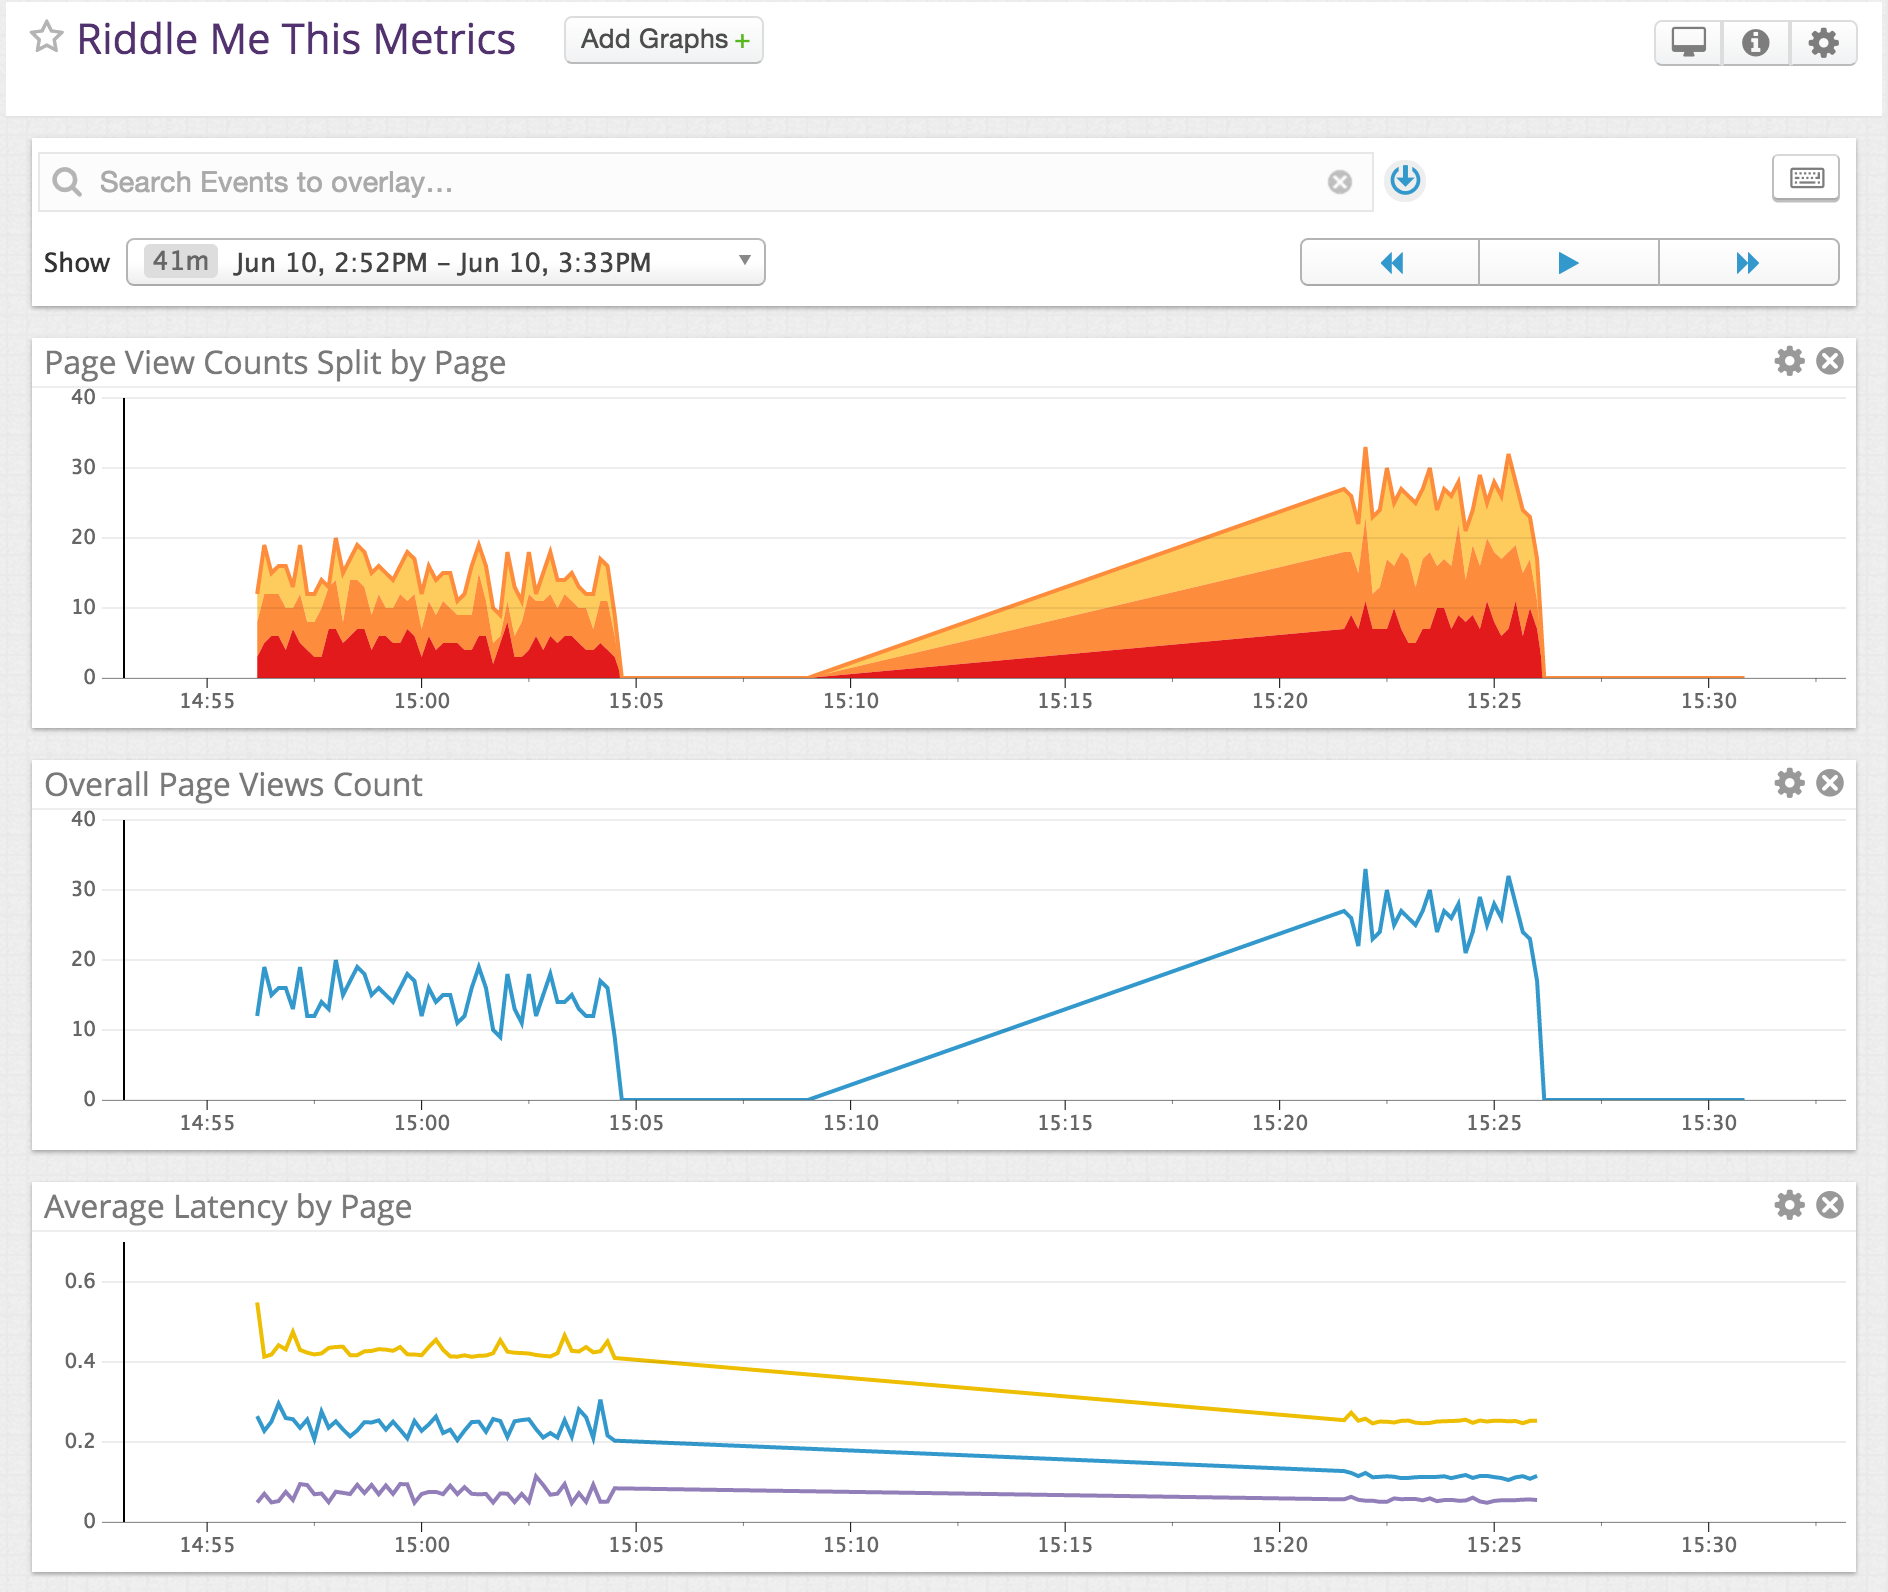 Riddle Me This Metrics
Add Graphs +
Search Events to overlay...
Show 41m Jun 10, 2:52PM – Jun 10, 3:33PM
Page View Counts Split by Page
40
30
20
10
0
14:55 15:00 15:05 15:10 15:15 15:20 15:25 15:30
Overall Page Views Count
40
30
20
10
0
14:55 15:00 15:05 15:10 15:15 15:20 15:25 15:30
Average Latency by Page
0.6
0.4
0.2
0
14:55 15:00 15:05 15:10 15:15 15:20 15:25 15:30